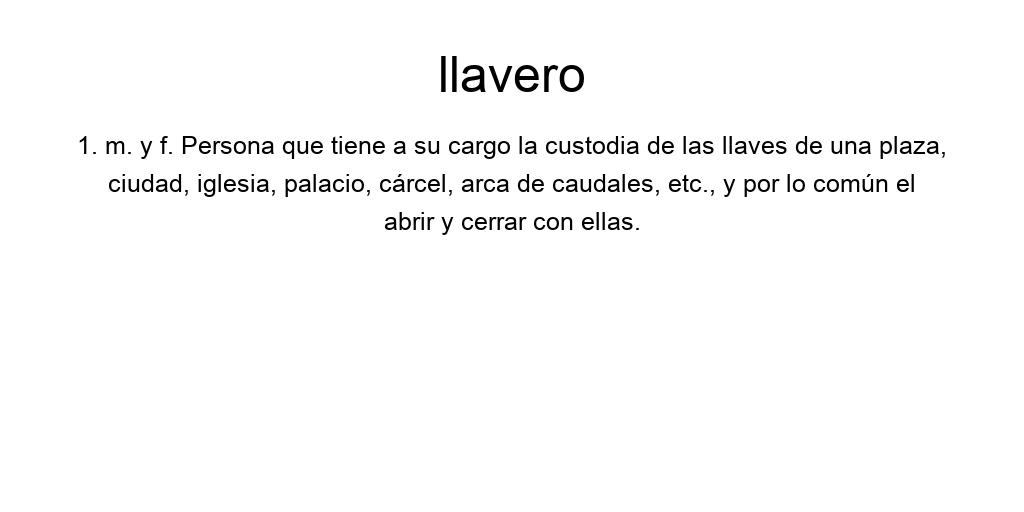 llavero
1. m. y f. Persona que tiene a su cargo la custodia de las llaves de una plaza,
ciudad, iglesia, palacio, cárcel, arca de caudales, etc., y por lo común el
abrir y cerrar con ellas.